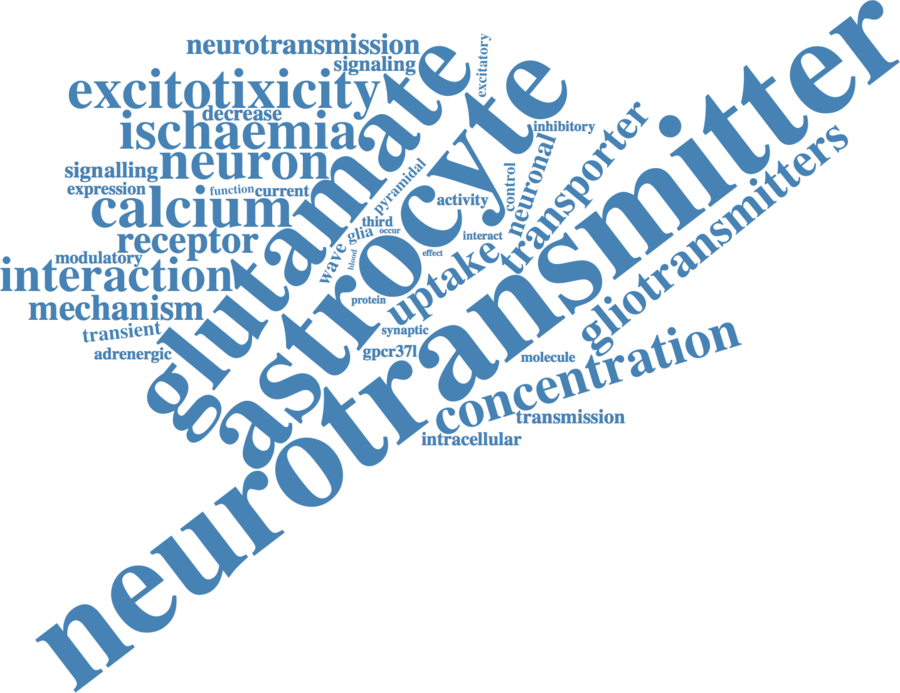 neurotransmission
signaling
excitatory
excitotixicity
decrease
ischaemia
glutamate
astrocyte
neurotransmitter
inhibitory
neuron
signalling
expression
function
current
pyramidal
calcium
receptor
modulatory
interaction
mechanism
transient
adrenergic
third
occur
glia
wave
blood
activity
control
neuronal
transporter
interact
effect
uptake
protein
synaptic
gpcr37l
gliotransmitters
molecule
concentration
transmission
intracellular